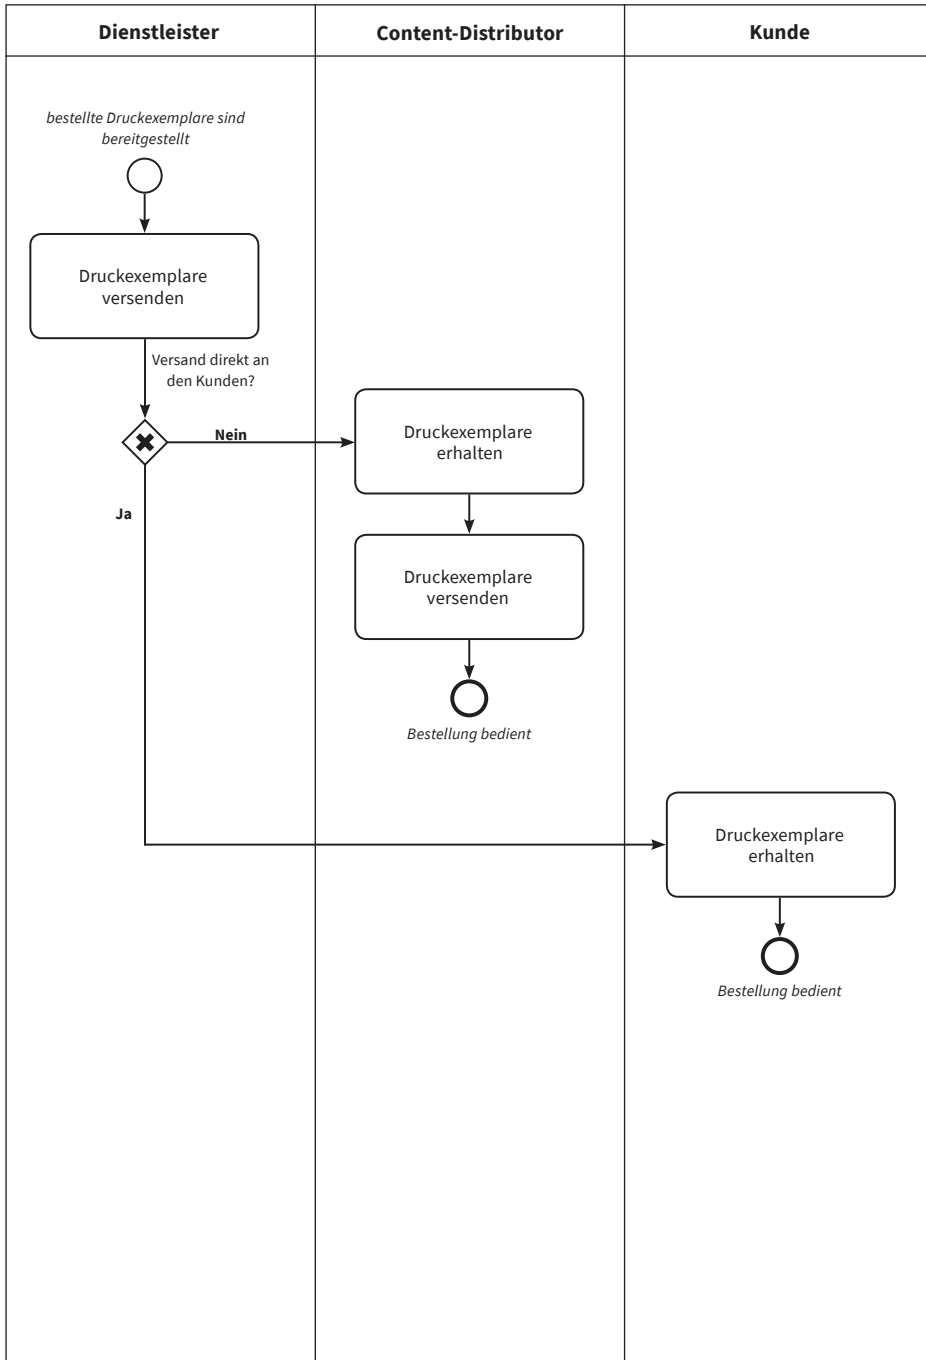 Dienstleister
Content-Distributor
Kunde
bestellte Druckexemplare sind
bereitgestellt
Druckexemplare
versenden
Versand direkt an
den Kunden?
Nein
Ja
Druckexemplare
erhalten
Druckexemplare
versenden
Bestellung bedient
Druckexemplare
erhalten
Bestellung bedient